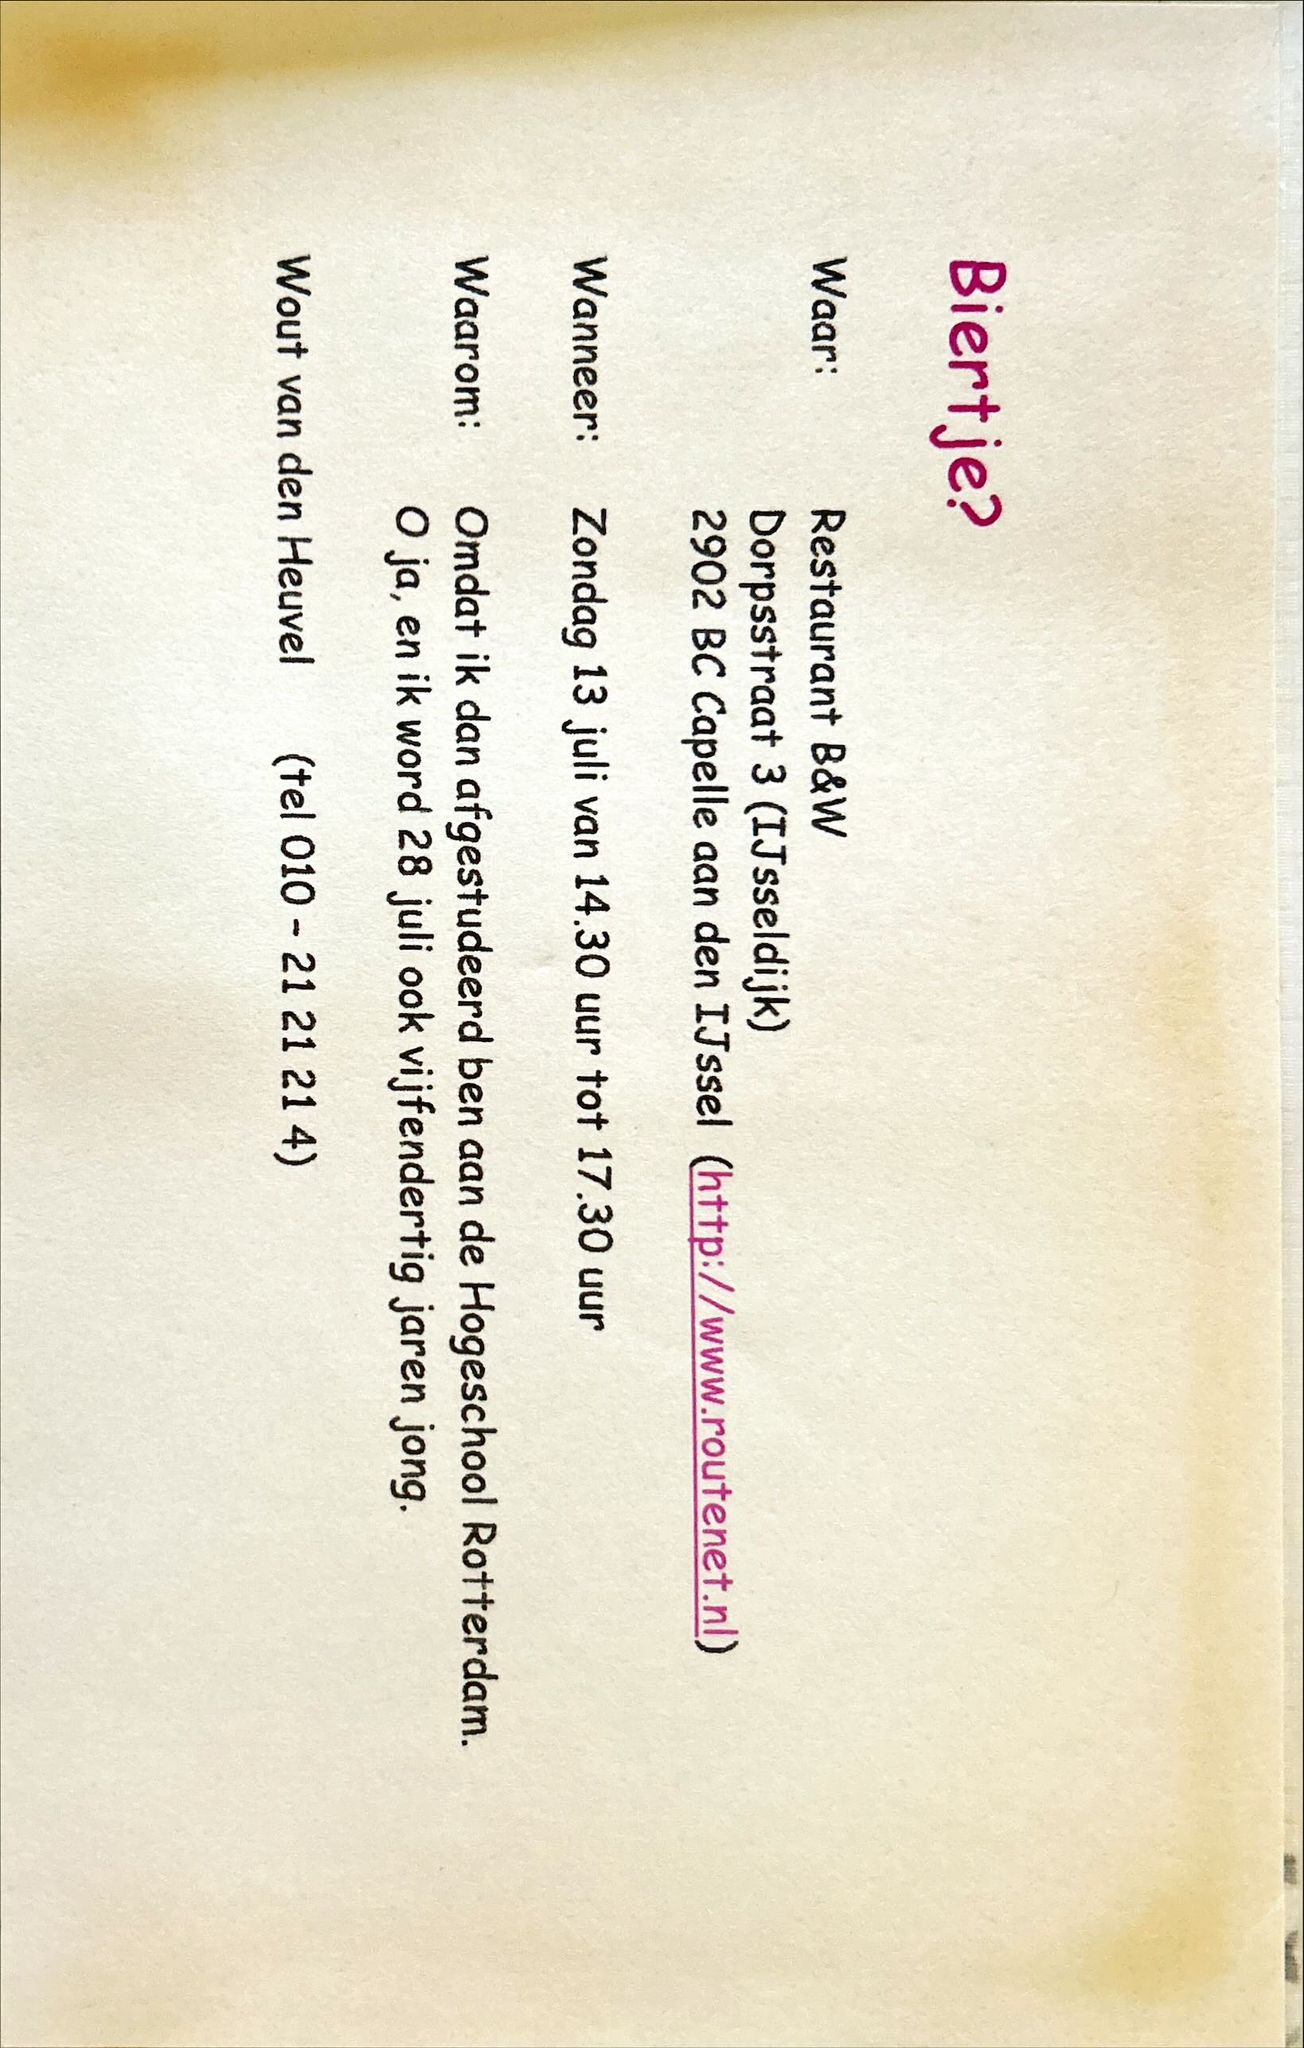 Biertje?
Waar: Restaurant B&W
Dorpsstraat 3 (IJsseldijk)
2902 BC Capelle aan den IJssel (http://www.routenet.nl)
Wanneer: Zondag 13 juli van 14.30 uur tot 17.30 uur
Waarom: Omdat ik dan afgestudeerd ben aan de Hogeschool Rotterdam.
O ja, en ik word 28 juli ook vijfendertig jaren jong.
Wout van den Heuvel (tel 010 - 21 21 21 4)